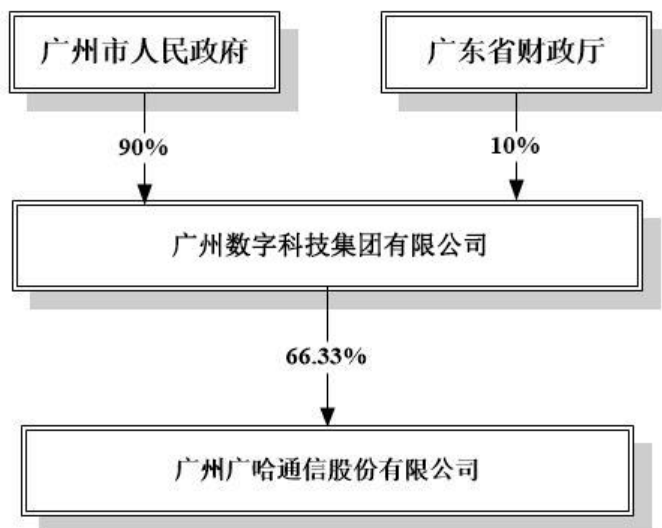 广州市人民政府
广东省财政厅
90%
10%
广州数字科技集团有限公司
66.33%
广州广哈通信股份有限公司